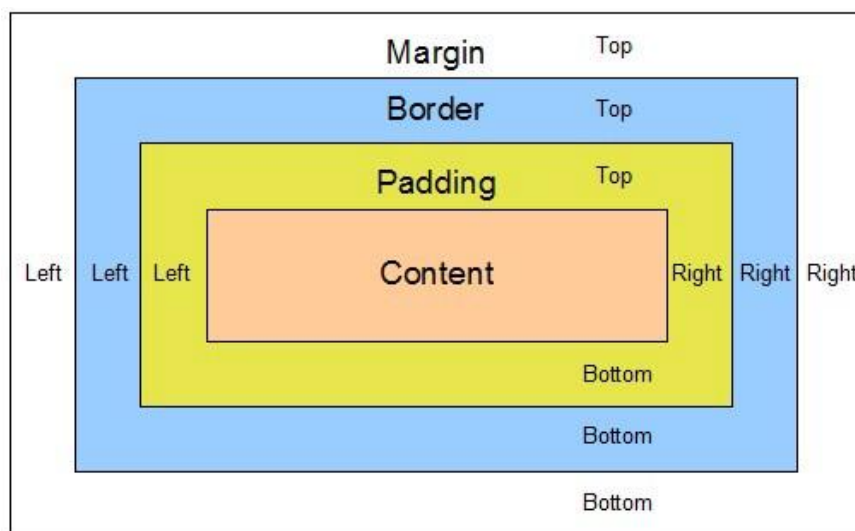 Margin Top
Border Top
Padding Top
Left Left Left Content Right Right Right
Bottom
Bottom
Bottom